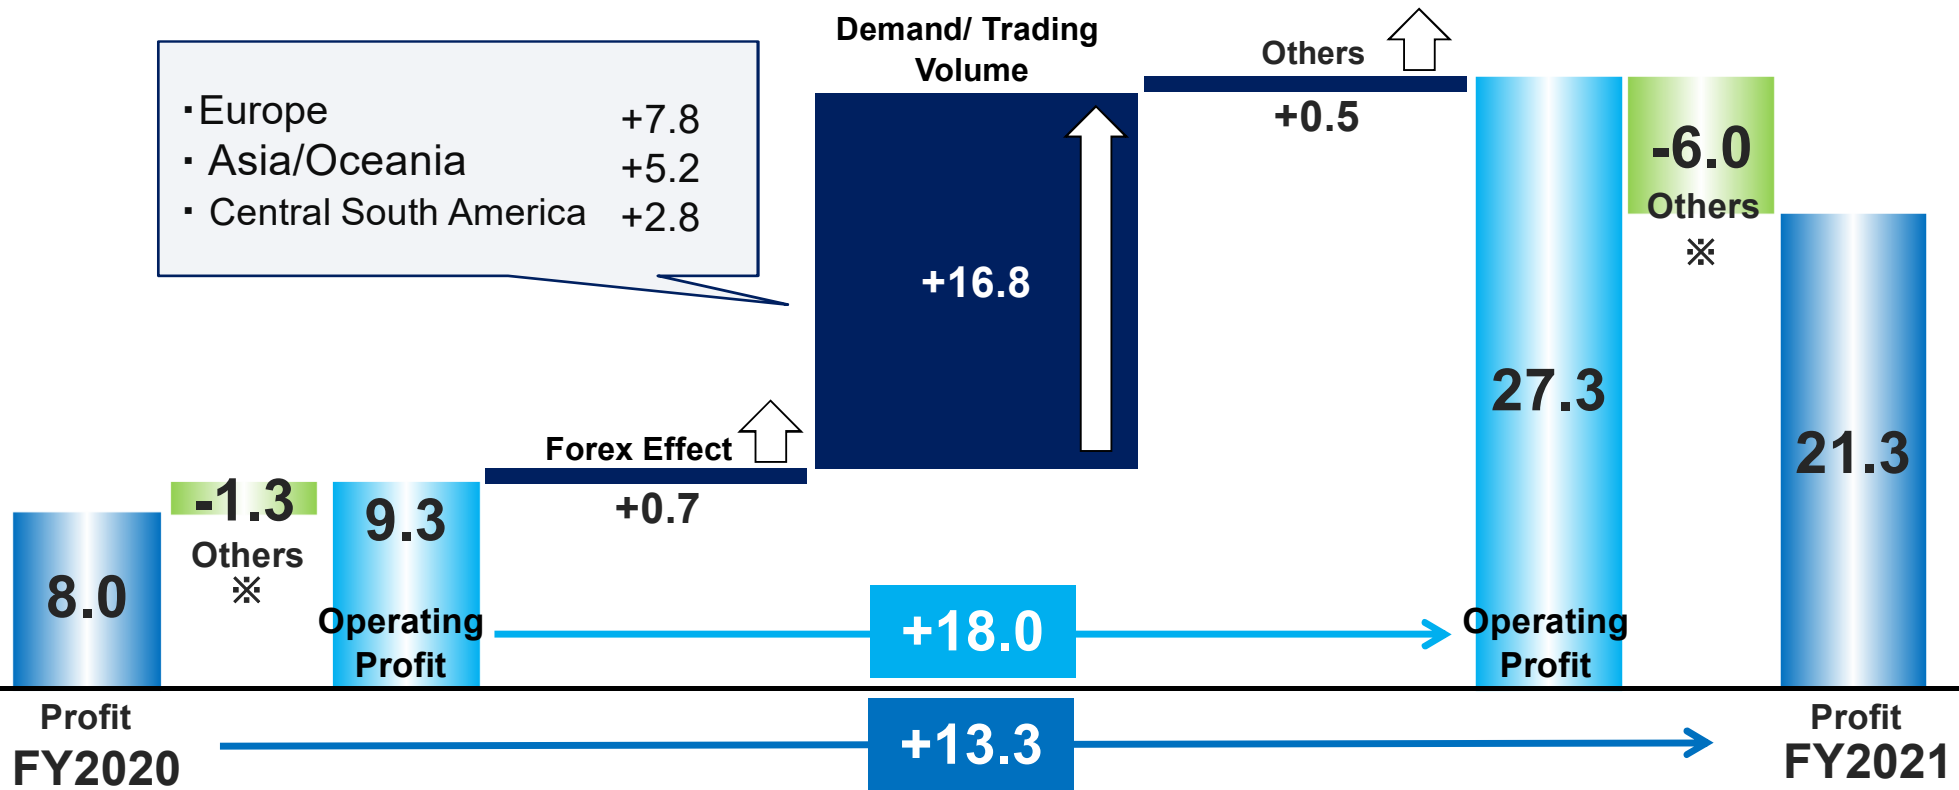 ・Europe +7.8
・ Asia/Oceania +5.2
・ Central South America +2.8
Demand/ Trading
Volume
+16.8
Others
+0.5
-6.0
Others
※
27.3
Operating
Profit
21.3
Forex Effect
+0.7
-1.3
Others
※
9.3
Operating
Profit
8.0
+18.0
Profit
FY2020
+13.3
Profit
FY2021